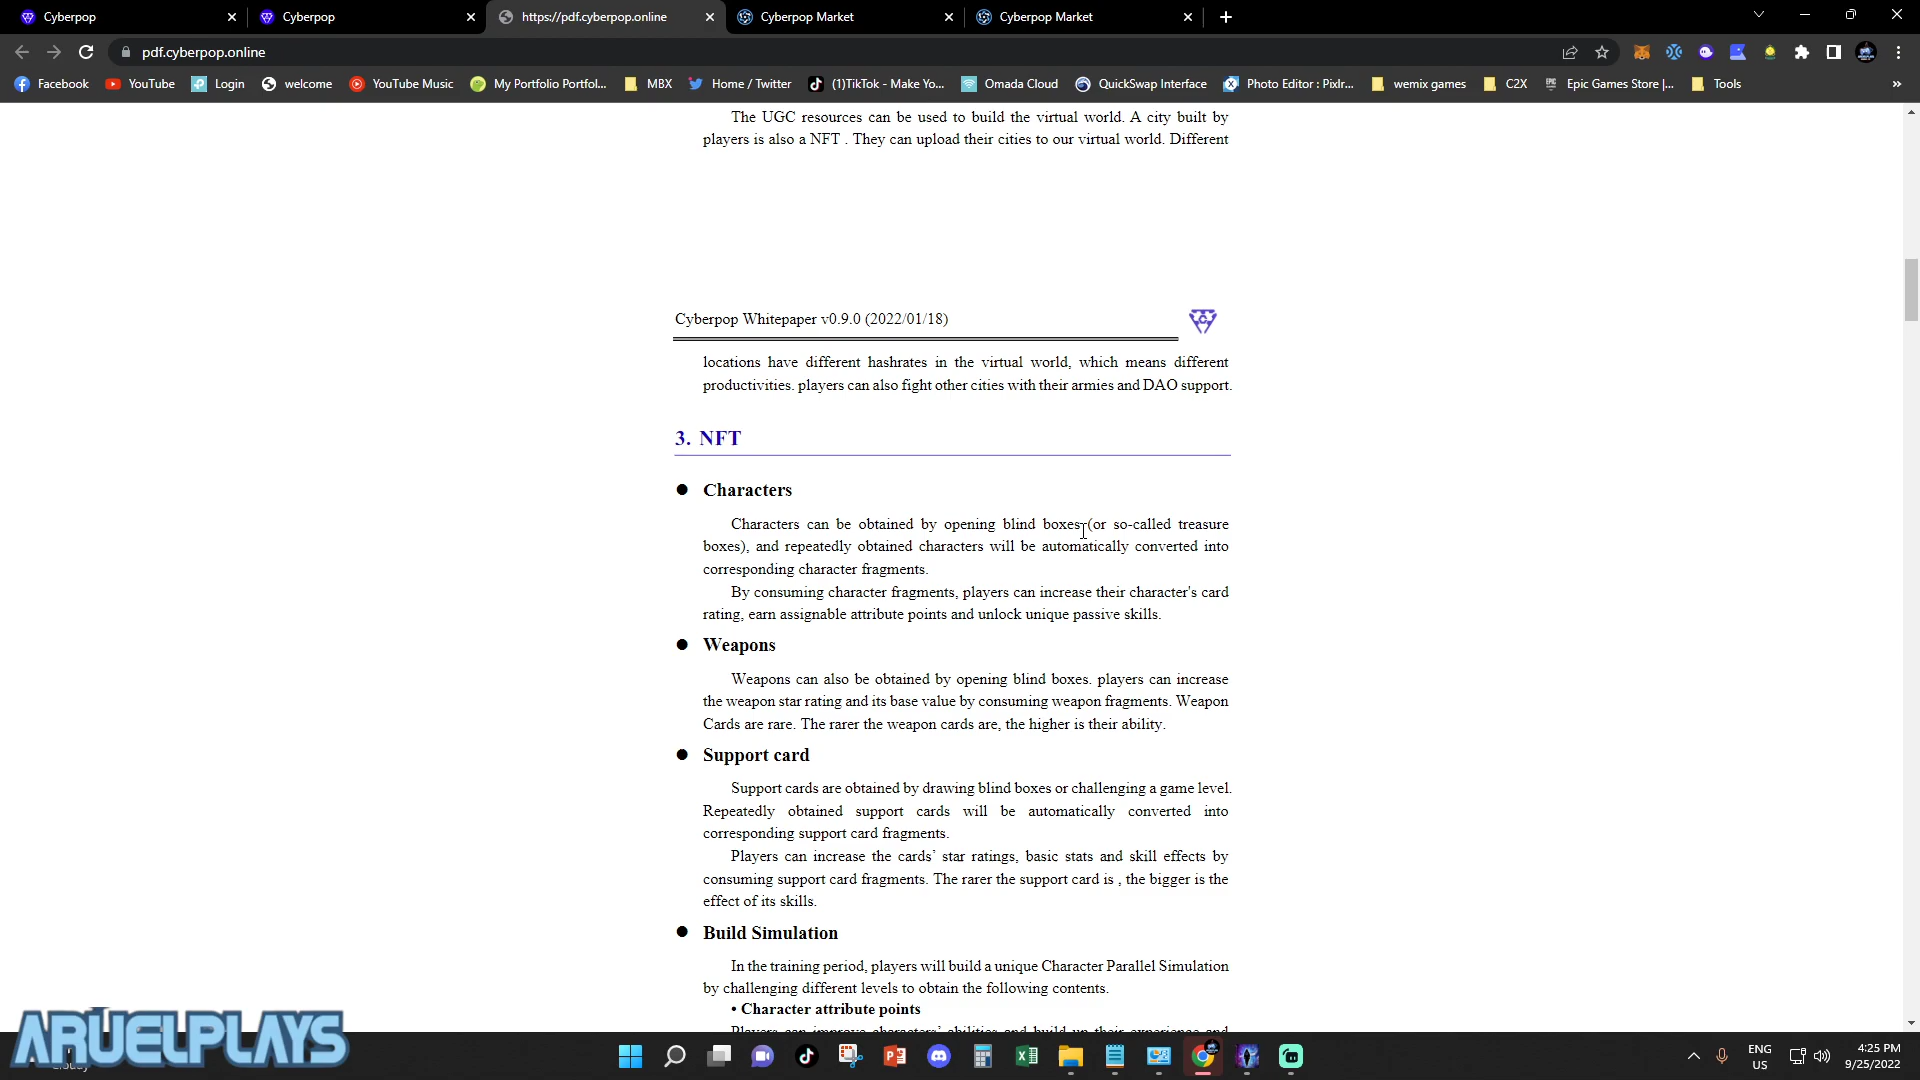 Cyberpop
Cyberpop
https://pdf.cyberpop.online
Cyberpop Market
Cyberpop Market
pdf.cyberpop.online
Facebook
YouTube
Login
welcome
YouTube Music
My Portfolio Portfol...
MBX
Home / Twitter
(1)TikTok - Make Yo...
Omada Cloud
QuickSwap Interface
Photo Editor : Pixlr...
wemix games
C2X
Epic Games Store |...
Tools
»
The UGC resources can be used to build the virtual world. A city built by
players is also a NFT . They can upload their cities to our virtual world. Different
Cyberpop Whitepaper v0.9.0 (2022/01/18)
locations have different hashrates in the virtual world, which means different
productivities. players can also fight other cities with their armies and DAO support.
3. NFT
● Characters
Characters can be obtained by opening blind boxes (or so-called treasure
boxes), and repeatedly obtained characters will be automatically converted into
corresponding character fragments.
By consuming character fragments, players can increase their character's card
rating, earn assignable attribute points and unlock unique passive skills.
● Weapons
Weapons can also be obtained by opening blind boxes. players can increase
the weapon star rating and its base value by consuming weapon fragments. Weapon
Cards are rare. The rarer the weapon cards are, the higher is their ability.
● Support card
Support cards are obtained by drawing blind boxes or challenging a game level.
Repeatedly obtained support cards will be automatically converted into
corresponding support card fragments.
Players can increase the cards’ star ratings, basic stats and skill effects by
consuming support card fragments. The rarer the support card is , the bigger is the
effect of its skills.
● Build Simulation
In the training period, players will build a unique Character Parallel Simulation
by challenging different levels to obtain the following contents.
• Character attribute points
Players can improve characters’ abilities and build up their experience and
ARUELPLAYS
Cloudy
ENG
US
4:25 PM
9/25/2022